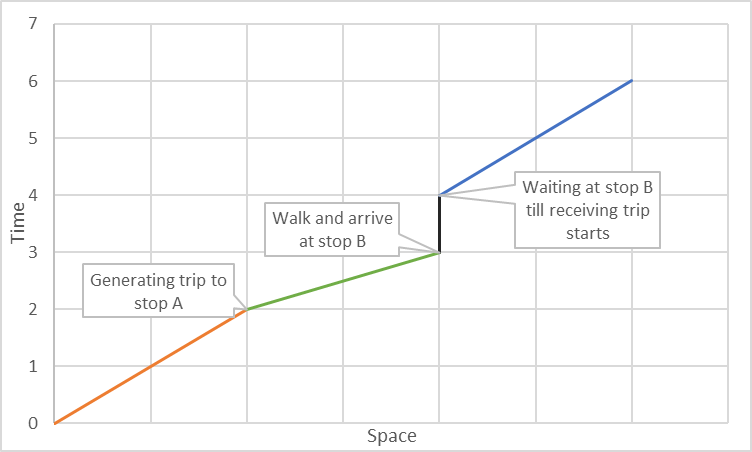 7
6
5
4
3
2
1
0
Time
Space
Generating trip to
stop A
Walk and arrive
at stop B
Waiting at stop B
till receiving trip
starts